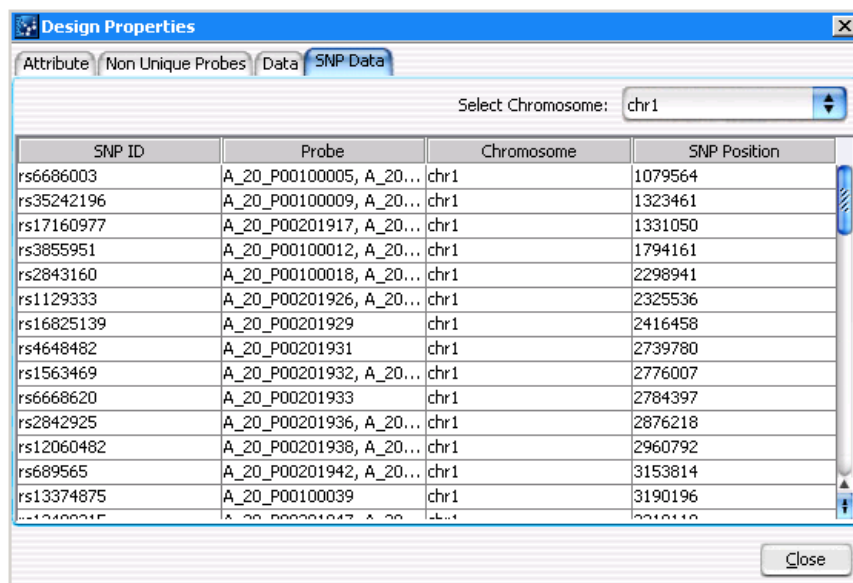 Design Properties
Attribute Non Unique Probes Data SNP Data
Select Chromosome: chr1
SNP ID Probe Chromosome SNP Position
rs6686003 A_20_P00100005, A_20... chr1 1079564
rs35242196 A_20_P00100009, A_20... chr1 1323461
rs17160977 A_20_P00201917, A_20... chr1 1331050
rs3855951 A_20_P00100012, A_20... chr1 1794161
rs2843160 A_20_P00100018, A_20... chr1 2298941
rs1129333 A_20_P00201926, A_20... chr1 2325536
rs16825139 A_20_P00201929 chr1 2416458
rs4648482 A_20_P00201931 chr1 2739780
rs1563469 A_20_P00201932, A_20... chr1 2776007
rs6668620 A_20_P00201933 chr1 2784397
rs2842925 A_20_P00201936, A_20... chr1 2876218
rs12060482 A_20_P00201938, A_20... chr1 2960792
rs689565 A_20_P00201942, A_20... chr1 3153814
rs13374875 A_20_P00100039 chr1 3190196
Close